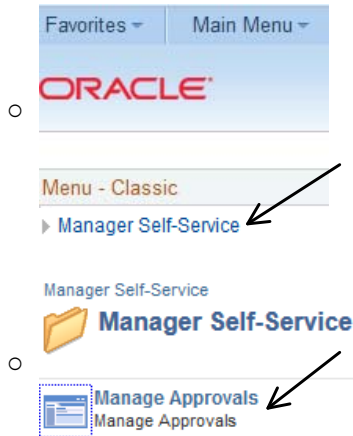 Favorites Main Menu
ORACLE
Menu - Classic
Manager Self-Service
Manager Self-Service
Manager Self-Service
Manage Approvals
Manage Approvals